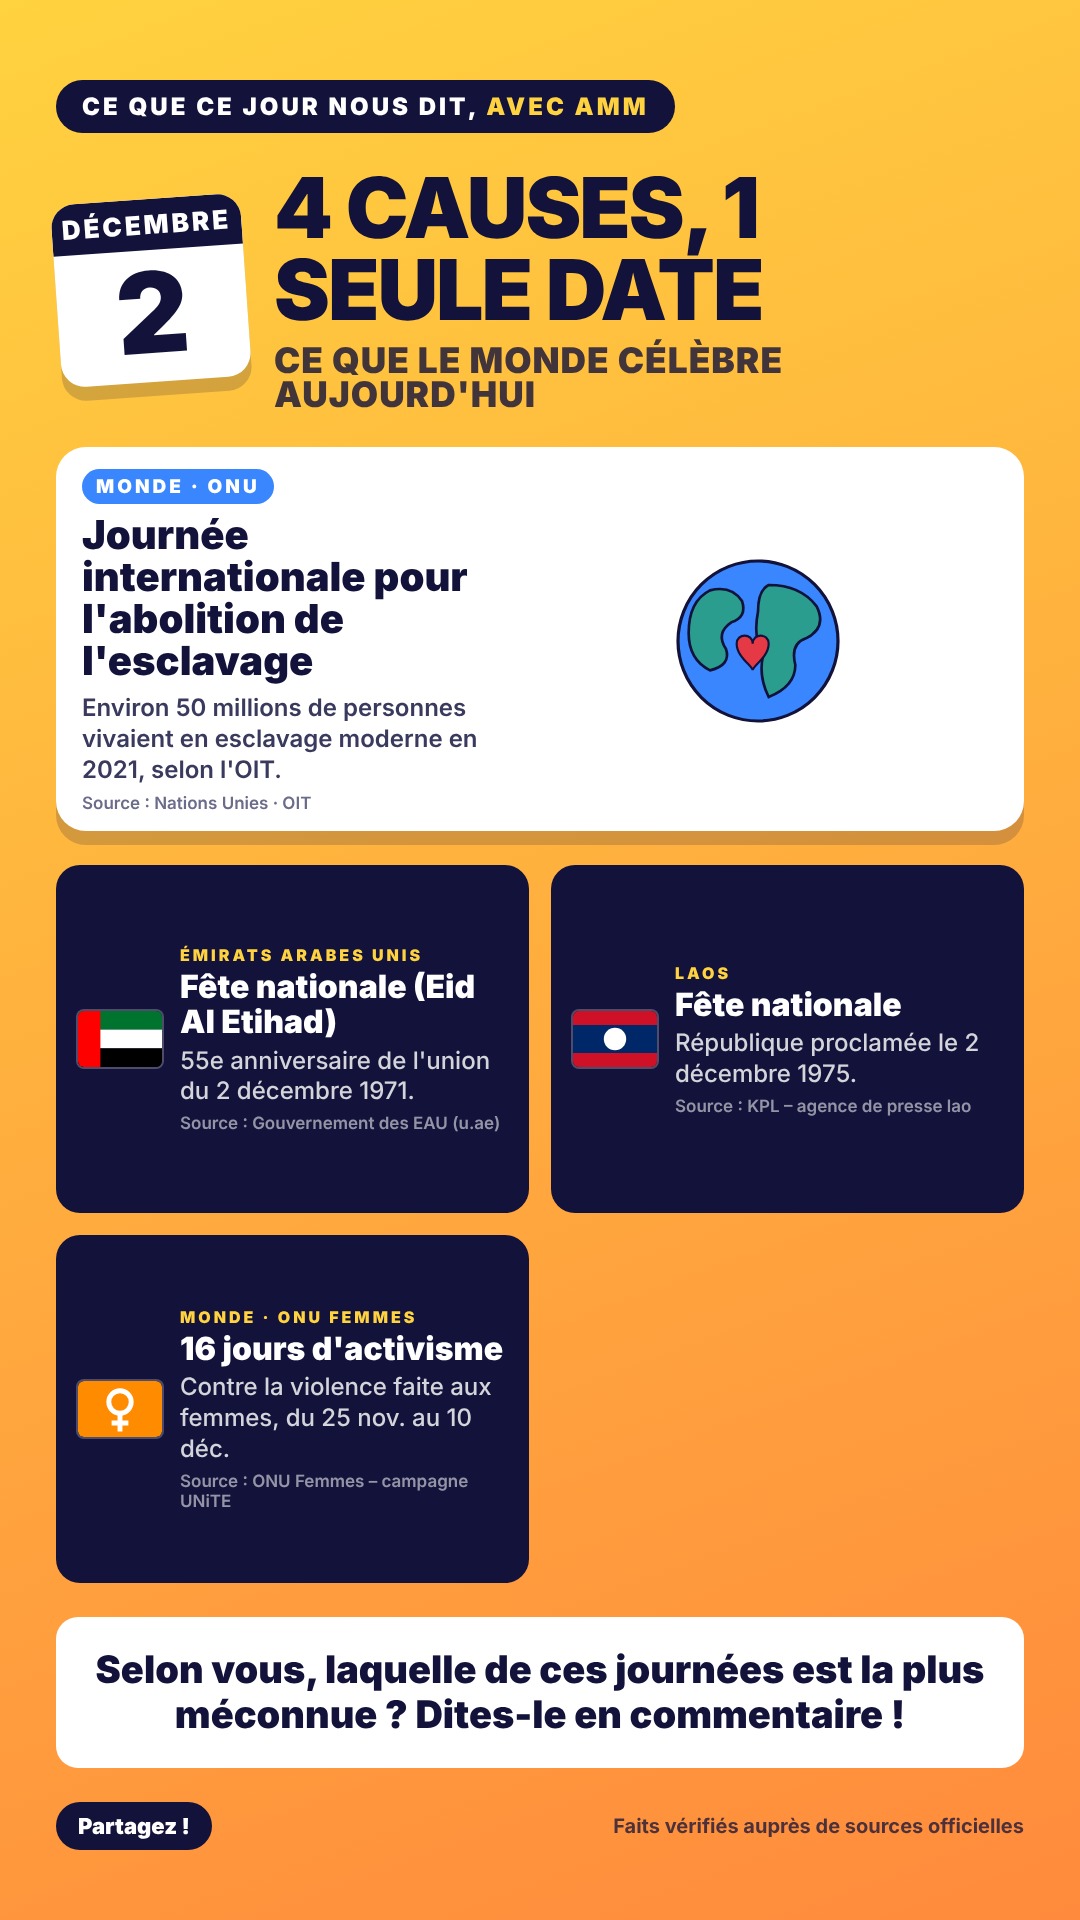 CE QUE CE JOUR NOUS DIT, AVEC AMM
DÉCEMBRE
2
4 CAUSES, 1
SEULE DATE
CE QUE LE MONDE CÉLÈBRE
AUJOURD'HUI
MONDE · ONU
Journée
internationale pour
l'abolition de
l'esclavage
Environ 50 millions de personnes
vivaient en esclavage moderne en
2021, selon l'OIT.
Source : Nations Unies · OIT
ÉMIRATS ARABES UNIS
Fête nationale (Eid
Al Etihad)
55e anniversaire de l'union
du 2 décembre 1971.
Source : Gouvernement des EAU (u.ae)
LAOS
Fête nationale
République proclamée le 2
décembre 1975.
Source : KPL – agence de presse lao
MONDE · ONU FEMMES
16 jours d'activisme
Contre la violence faite aux
femmes, du 25 nov. au 10
déc.
Source : ONU Femmes – campagne
UNiTE
Selon vous, laquelle de ces journées est la plus
méconnue ? Dites-le en commentaire !
Partagez !
Faits vérifiés auprès de sources officielles